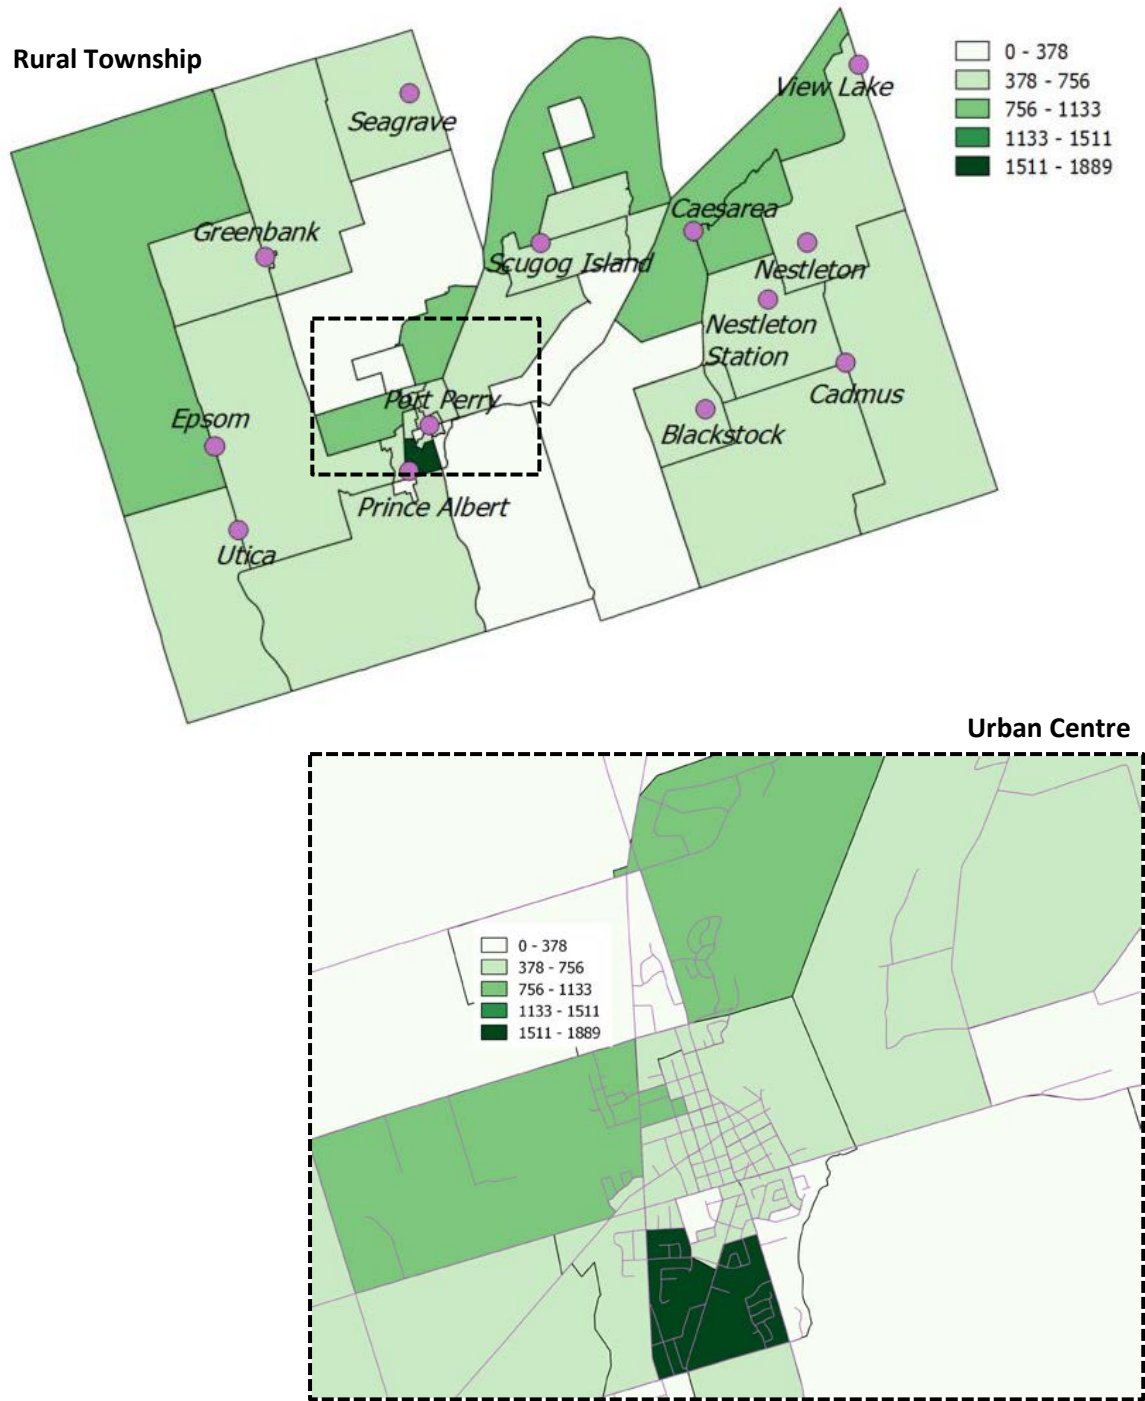 Rural Township
0 - 378
378 - 756
756 - 1133
1133 - 1511
1511 - 1889
View Lake
Seagrave
Caesarea
Greenbank
Scugog Island
Nestleton
Nestleton
Station
Cadmus
Port Perry
Epsom
Blackstock
Prince Albert
Utica
Urban Centre
0 - 378
378 - 756
756 - 1133
1133 - 1511
1511 - 1889